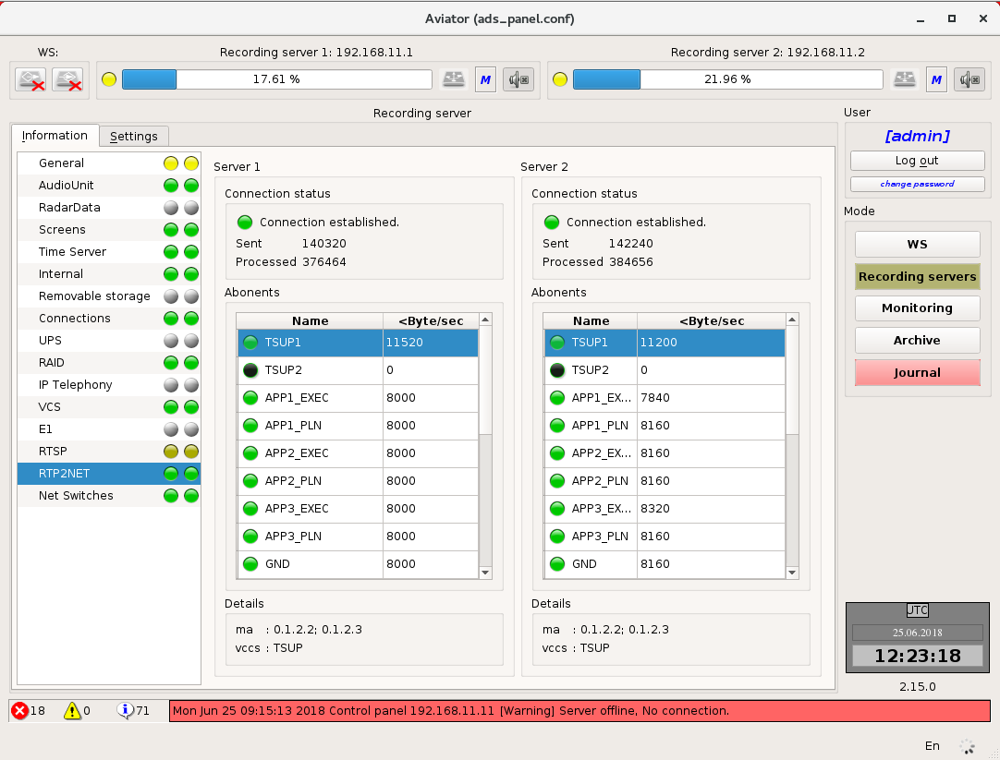 Aviator (ads_panel.conf)
WS:
Recording server 1: 192.168.11.1
Recording server 2: 192.168.11.2
17.61 %
M
21.96 %
M
Recording server
Information
Settings
General
AudioUnit
RadarData
Screens
Time Server
Internal
Removable storage
Connections
UPS
RAID
IP Telephony
VCS
E1
RTSP
RTP2NET
Net Switches
Server 1
Connection status
Connection established.
Sent 140320
Processed 376464
Abonents
Name <Byte/sec
TSUP1 11520
TSUP2 0
APP1_EXEC 8000
APP1_PLN 8000
APP2_EXEC 8000
APP2_PLN 8000
APP3_EXEC 8000
APP3_PLN 8000
GND 8000
Details
ma : 0.1.2.2; 0.1.2.3
vccs : TSUP
Server 2
Connection status
Connection established.
Sent 142240
Processed 384656
Abonents
Name <Byte/sec
TSUP1 11200
TSUP2 0
APP1_EX... 7840
APP1_PLN 8160
APP2_EX... 8160
APP2_PLN 8160
APP3_EX... 8320
APP3_PLN 8160
GND 8160
Details
ma : 0.1.2.2; 0.1.2.3
vccs : TSUP
User
[admin]
Log out
change password
Mode
WS
Recording servers
Monitoring
Archive
Journal
UTC
25.06.2018
12:23:18
2.15.0
18 0 71
Mon Jun 25 09:15:13 2018 Control panel 192.168.11.11 [Warning] Server offline, No connection.
En